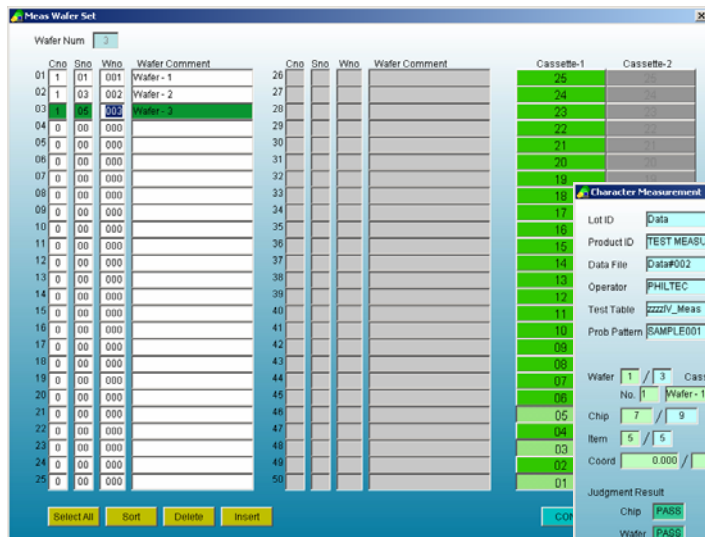 Meas Wafer Set
Wafer Num 3
Cno Sno Wno Wafer Comment Cno Sno Wno Wafer Comment Cassette-1 Cassette-2
01 1 01 001 Wafer - 1 26 25 25
02 1 03 002 Wafer - 2 27 24 24
03 1 05 003 Wafer - 3 28 23 23
04 0 00 000 29 22 22
05 0 00 000 30 21 21
06 0 00 000 31 20 20
07 0 00 000 32 19
08 0 00 000 33 18
09 0 00 000 34 17
10 0 00 000 35 16
11 0 00 000 36 15
12 0 00 000 37 14
13 0 00 000 38 13
14 0 00 000 39 12
15 0 00 000 40 11
16 0 00 000 41 10
17 0 00 000 42 09
18 0 00 000 43 08
19 0 00 000 44 07
20 0 00 000 45 06
21 0 00 000 46 05
22 0 00 000 47 04
23 0 00 000 48 03
24 0 00 000 49 02
25 0 00 000 50 01
Select All Sort Delete Insert CON
Character Measurement
Lot ID Data
Product ID TEST MEASU
Data File Data#002
Operator PHILTEC
Test Table zzzzIV_Meas
Prob Pattern SAMPLE001
Wafer 1 / 3 Cass
No. 1 Wafer - 1
Chip 7 / 9
Item 5 / 5
Coord 0.000 /
Judgment Result
Chip PASS
Wafer PASS